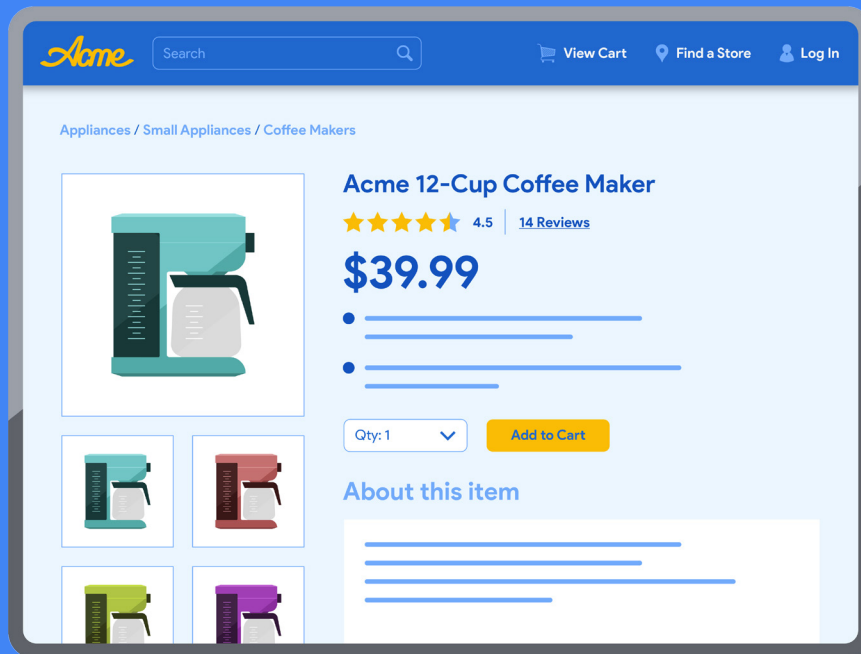 Acme
Search
View Cart
Find a Store
Log In
Appliances / Small Appliances / Coffee Makers
Acme 12-Cup Coffee Maker
4.5
14 Reviews
$39.99
Qty: 1
Add to Cart
About this item